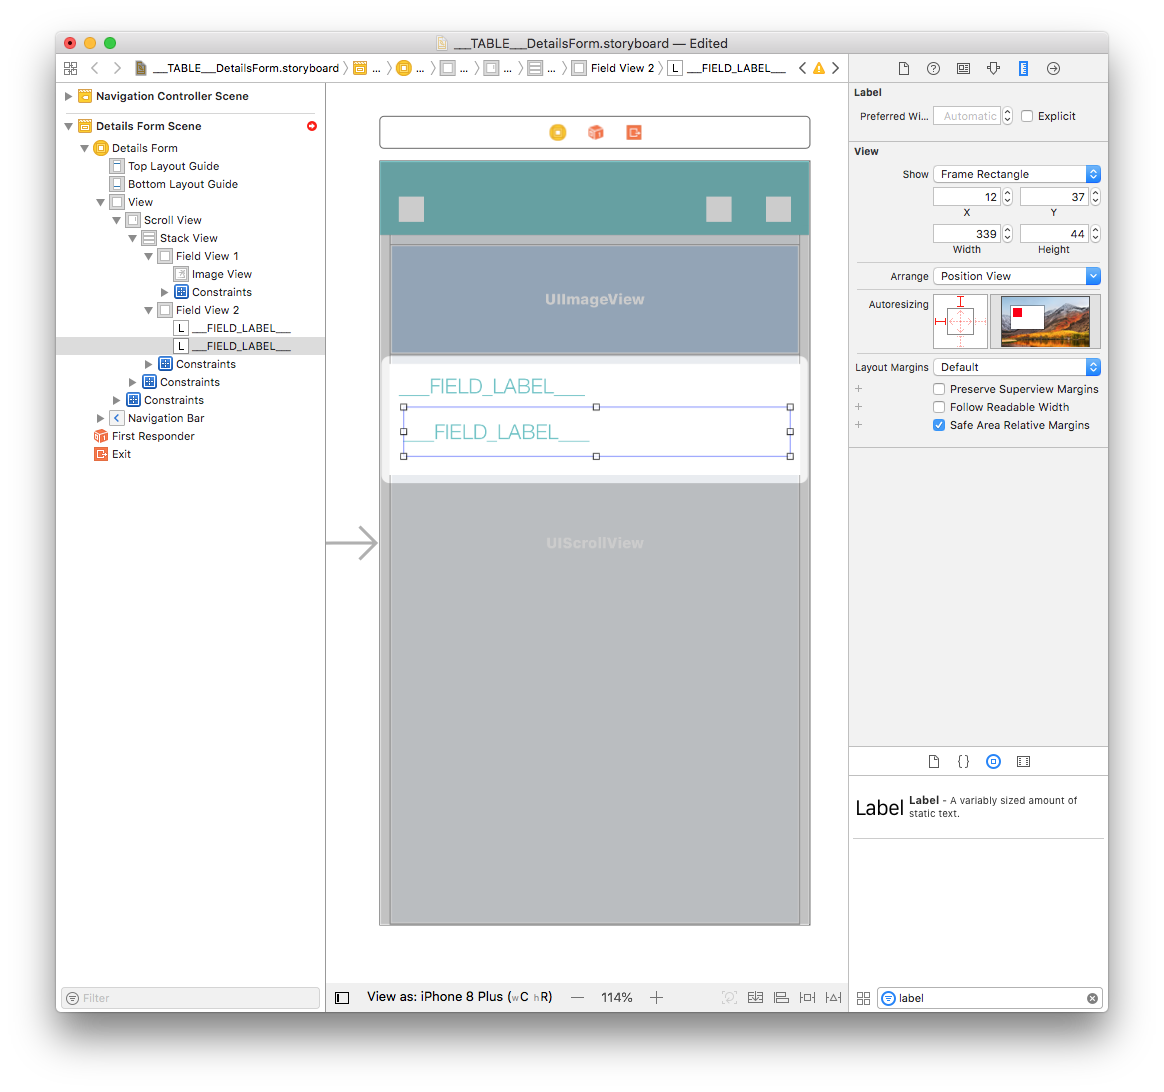 ___TABLE___DetailsForm.storyboard — Edited
___TABLE___DetailsForm.storyboard ... ... ... ... ... ... Field View 2 L ___FIELD_LABEL___
Navigation Controller Scene
Details Form Scene
Details Form
Top Layout Guide
Bottom Layout Guide
View
Scroll View
Stack View
Field View 1
Image View
Constraints
Field View 2
L ___FIELD_LABEL___
L ___FIELD_LABEL___
Constraints
Constraints
Constraints
Navigation Bar
First Responder
Exit
Filter
UIImageView
___FIELD_LABEL___
___FIELD_LABEL___
UIScrollView
View as: iPhone 8 Plus (wC hR) — 114% +
Label
Preferred Wi... Automatic Explicit
View
Show Frame Rectangle
12 37
X Y
339 44
Width Height
Arrange Position View
Autoresizing
Layout Margins Default
+ Preserve Superview Margins
+ Follow Readable Width
+ Safe Area Relative Margins
{}
Label Label - A variably sized amount of
static text.
label